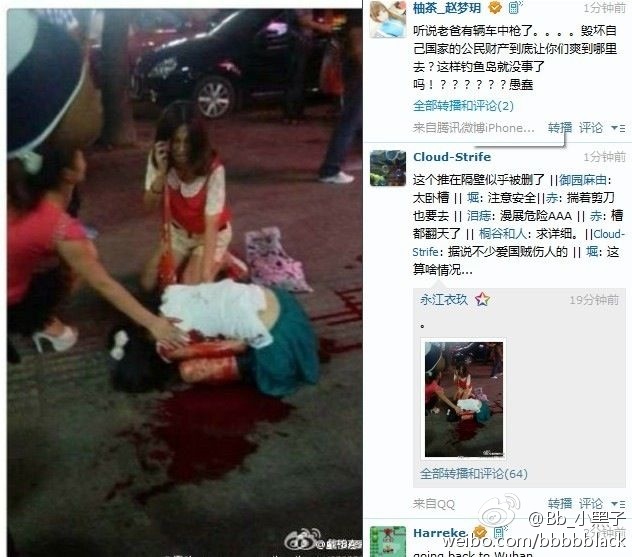 柚茶_赵梦玥
1分钟前
听说老爸有辆车中枪了。。。。毁坏自
己国家的公民财产到底让你们爽到哪里
去？这样钓鱼岛就没事了
吗！？？？？？？愚蠢
全部转播和评论(2)
来自腾讯微博iPhone... 转播 评论
Cloud-Strife
1分钟前
这个推在隔壁似乎被删了 ||御园麻由:
太卧槽 || 堀: 注意安全||赤: 揣着剪刀
也要去 || 泪痣: 漫展危险AAA || 赤: 槽
都翻天了 || 桐谷和人: 求详细。||Cloud-
Strife: 据说不少爱国贼伤人的 || 堀: 这
算啥情况...
永江衣玖
19分钟前
。
全部转播和评论(64)
来自QQ 转播 评论
@Bb_小黑子
weibo.com/bbbbbblack
Harreke
going back to Wuhan